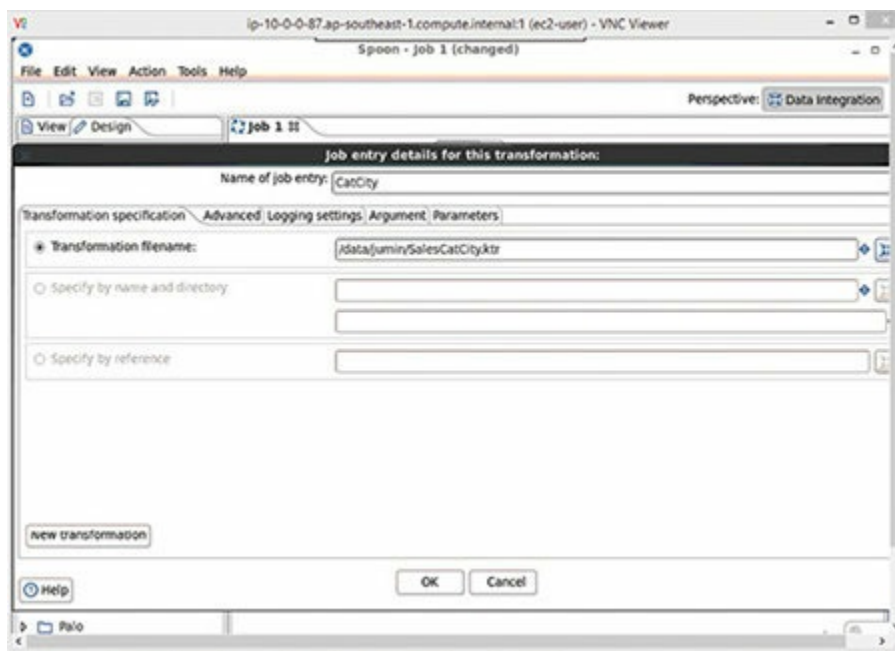 ip-10-0-0-87.ap-southeast-1.compute.internal:1 (ec2-user) - VNC Viewer
Spoon - Job 1 (changed)
File Edit View Action Tools Help
Perspective: Data Integration
View Design Job 1
Job entry details for this transformation:
Name of job entry: CatCity
Transformation specification Advanced Logging settings Argument Parameters
Transformation filename: /data/jumin/SalesCatCity.ktr
Specify by name and directory
Specify by reference
New transformation
OK Cancel
Help
Palo